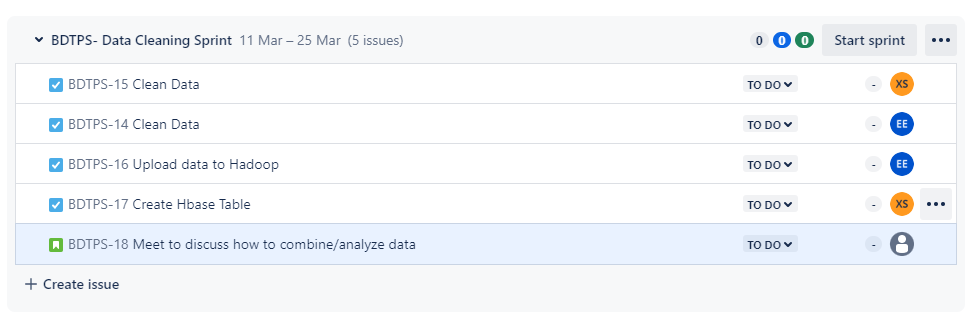 BDTPS- Data Cleaning Sprint 11 Mar – 25 Mar (5 issues) 0 0 0 Start sprint
BDTPS-15 Clean Data TO DO - XS
BDTPS-14 Clean Data TO DO - EE
BDTPS-16 Upload data to Hadoop TO DO - EE
BDTPS-17 Create Hbase Table TO DO - XS
BDTPS-18 Meet to discuss how to combine/analyze data TO DO -
+ Create issue